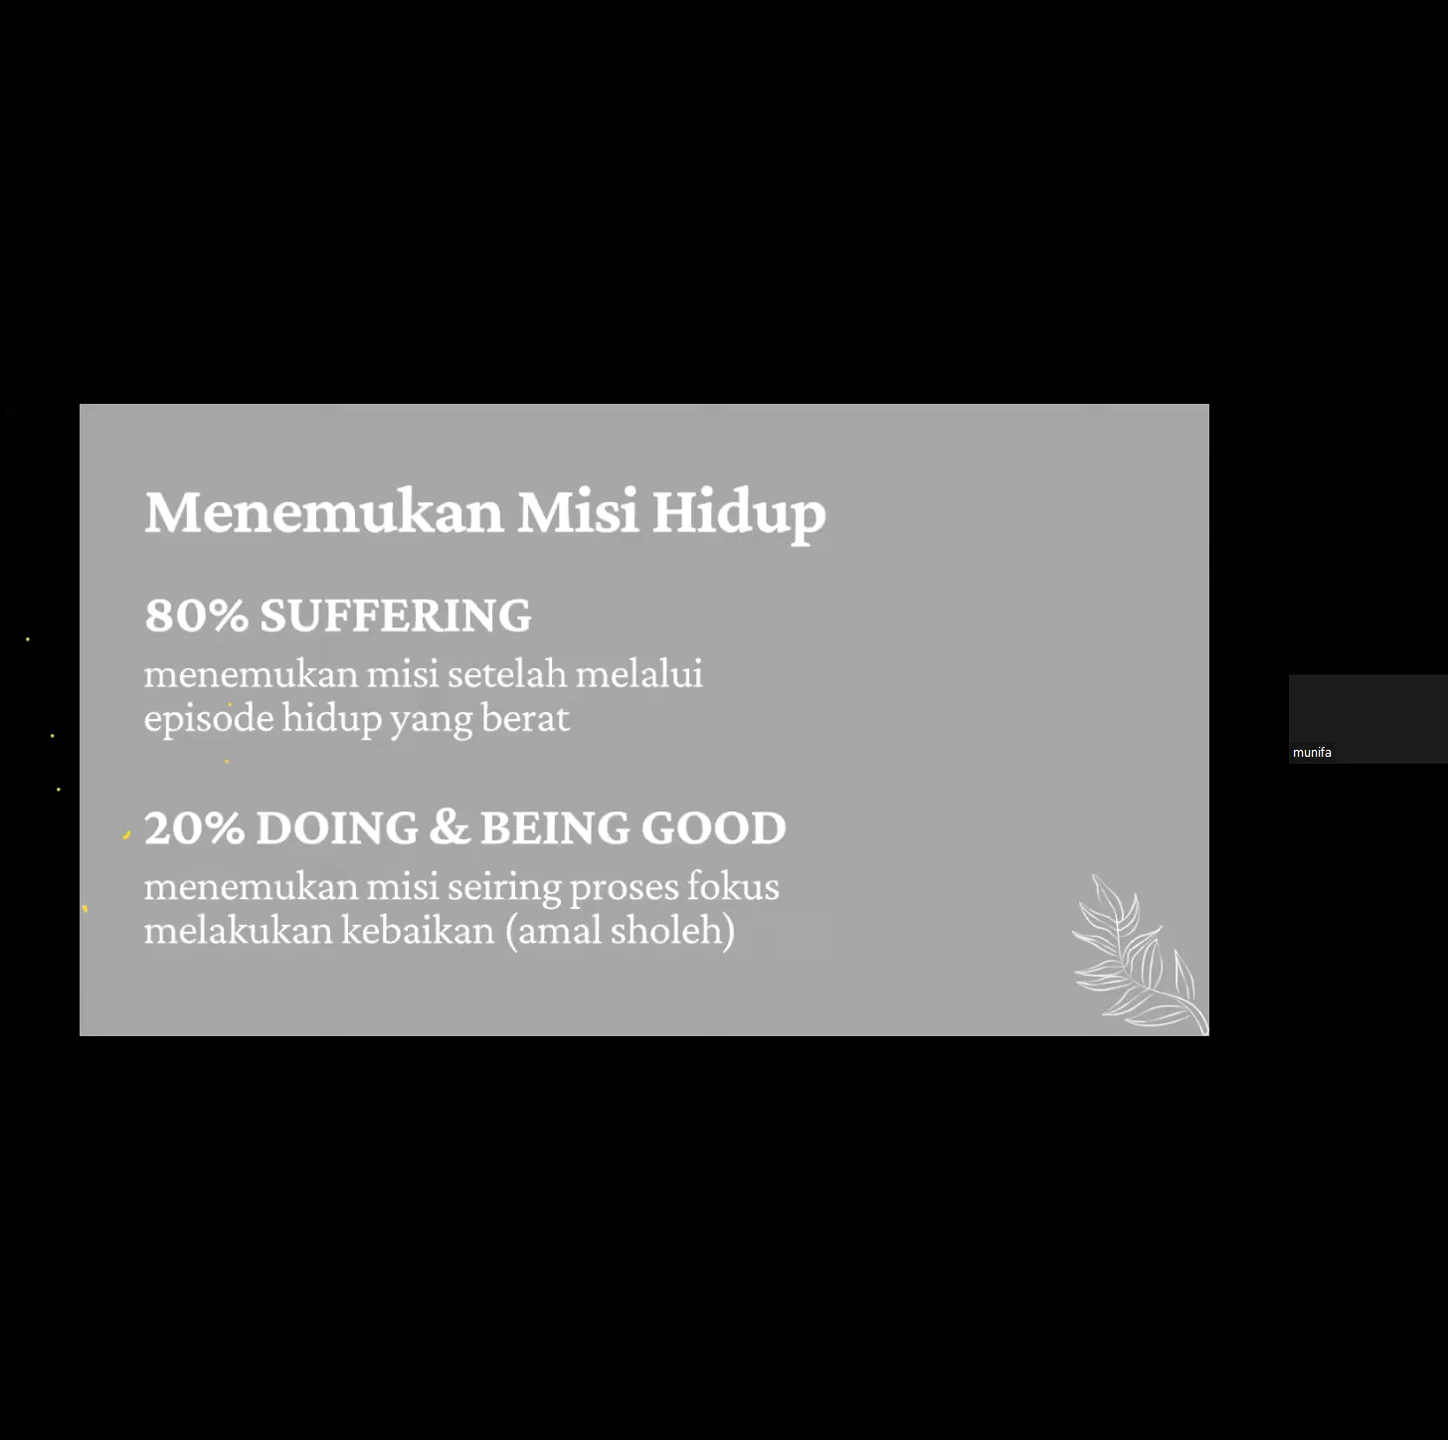 Menemukan Misi Hidup
80% SUFFERING
menemukan misi setelah melalui
episode hidup yang berat
20% DOING & BEING GOOD
menemukan misi seiring proses fokus
melakukan kebaikan (amal sholeh)
munifa